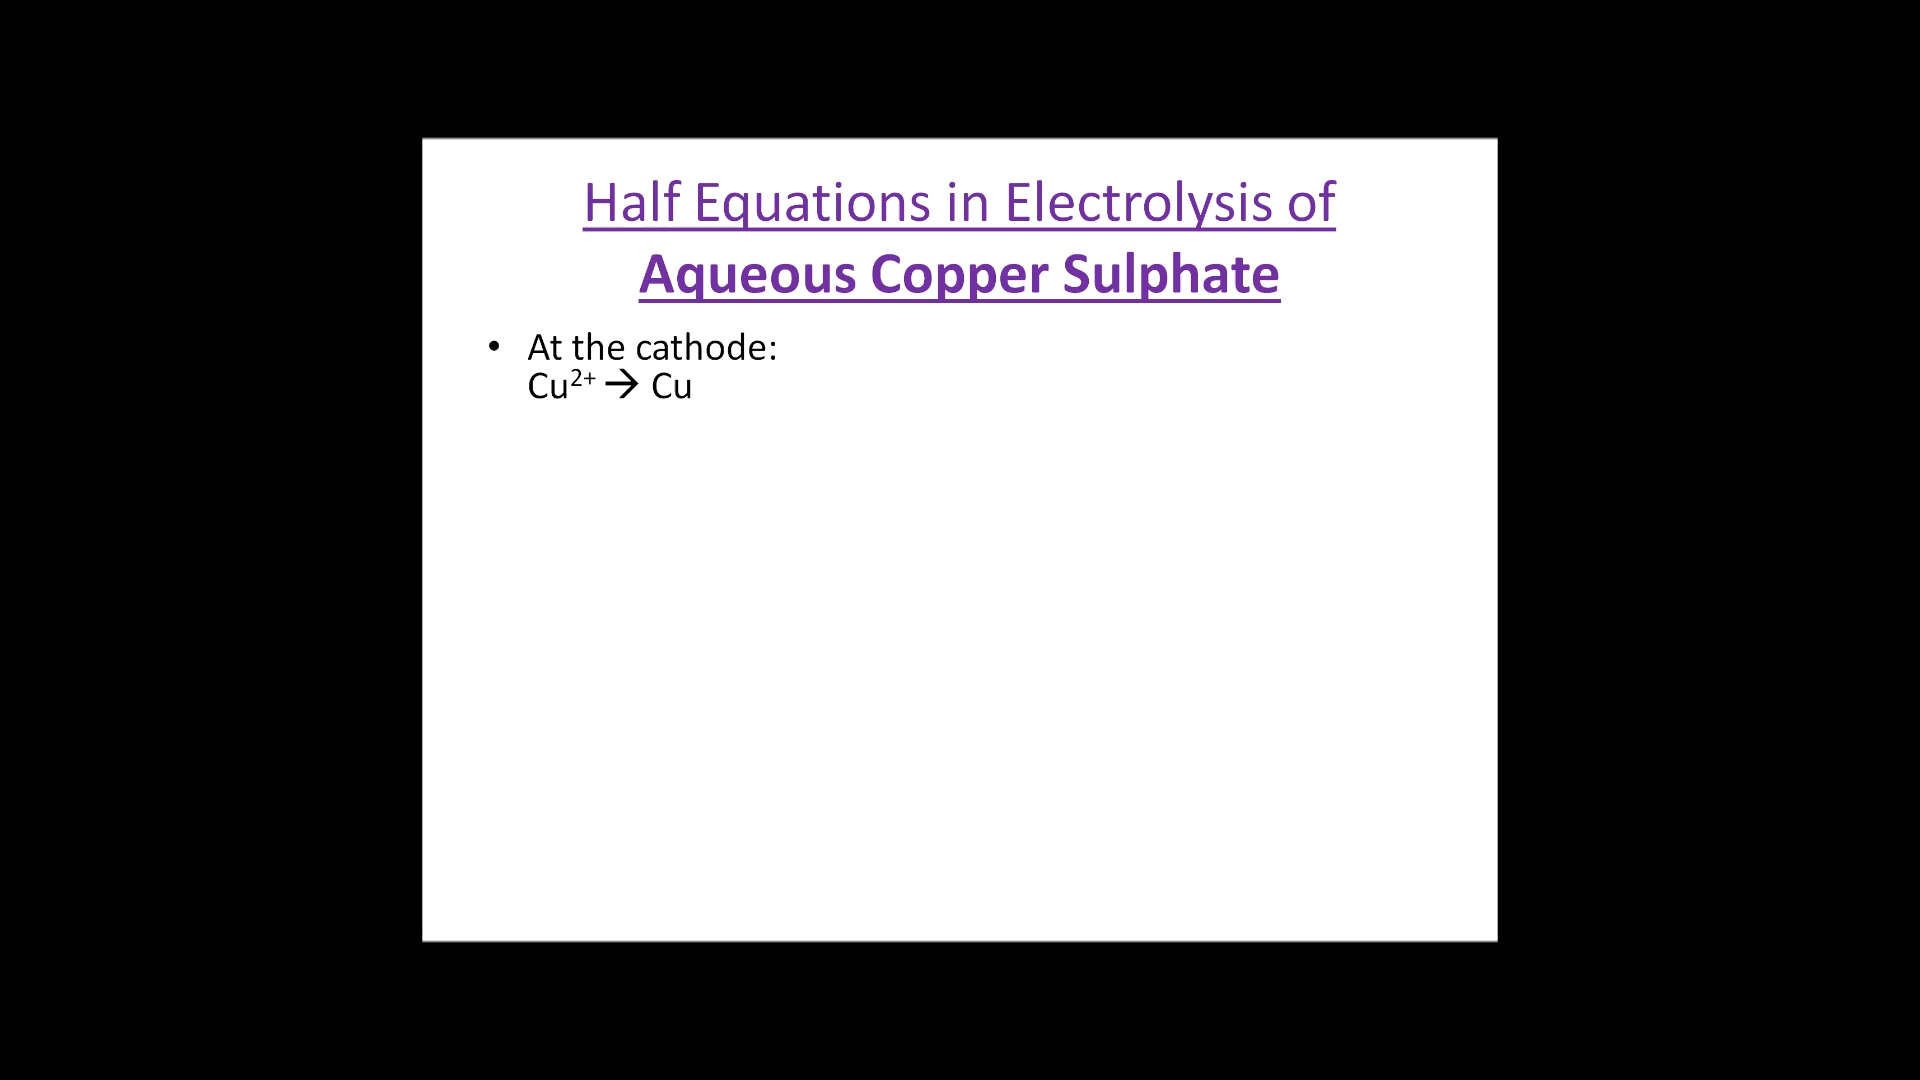 Half Equations in Electrolysis of
Aqueous Copper Sulphate
• At the cathode:
Cu²⁺ → Cu